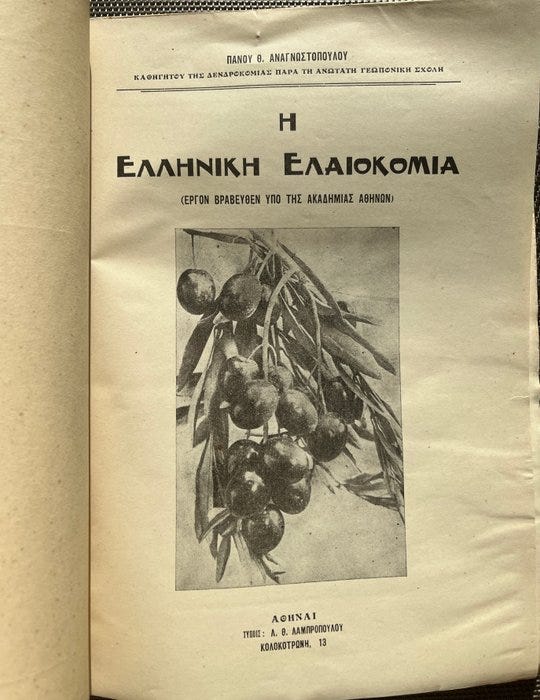 ΠΑΝΟΥ Θ. ΑΝΑΓΝΩΣΤΟΠΟΥΛΟΥ
ΚΑΘΗΓΗΤΟΥ ΤΗΣ ΔΕΝΔΡΟΚΟΜΙΑΣ ΠΑΡΑ ΤΗ ΑΝΩΤΑΤΗ ΓΕΩΠΟΝΙΚΗ ΣΧΟΛΗ
Η
ΕΛΛΗΝΙΚΗ ΕΛΑΙΟΚΟΜΙΑ
(ΕΡΓΟΝ ΒΡΑΒΕΥΘΕΝ ΥΠΟ ΤΗΣ ΑΚΑΔΗΜΙΑΣ ΑΘΗΝΩΝ)
ΑΘΗΝΑΙ
ΤΥΠΟΙΣ: Λ. Θ. ΛΑΜΠΡΟΠΟΥΛΟΥ
ΚΟΛΟΚΟΤΡΩΝΗ, 13